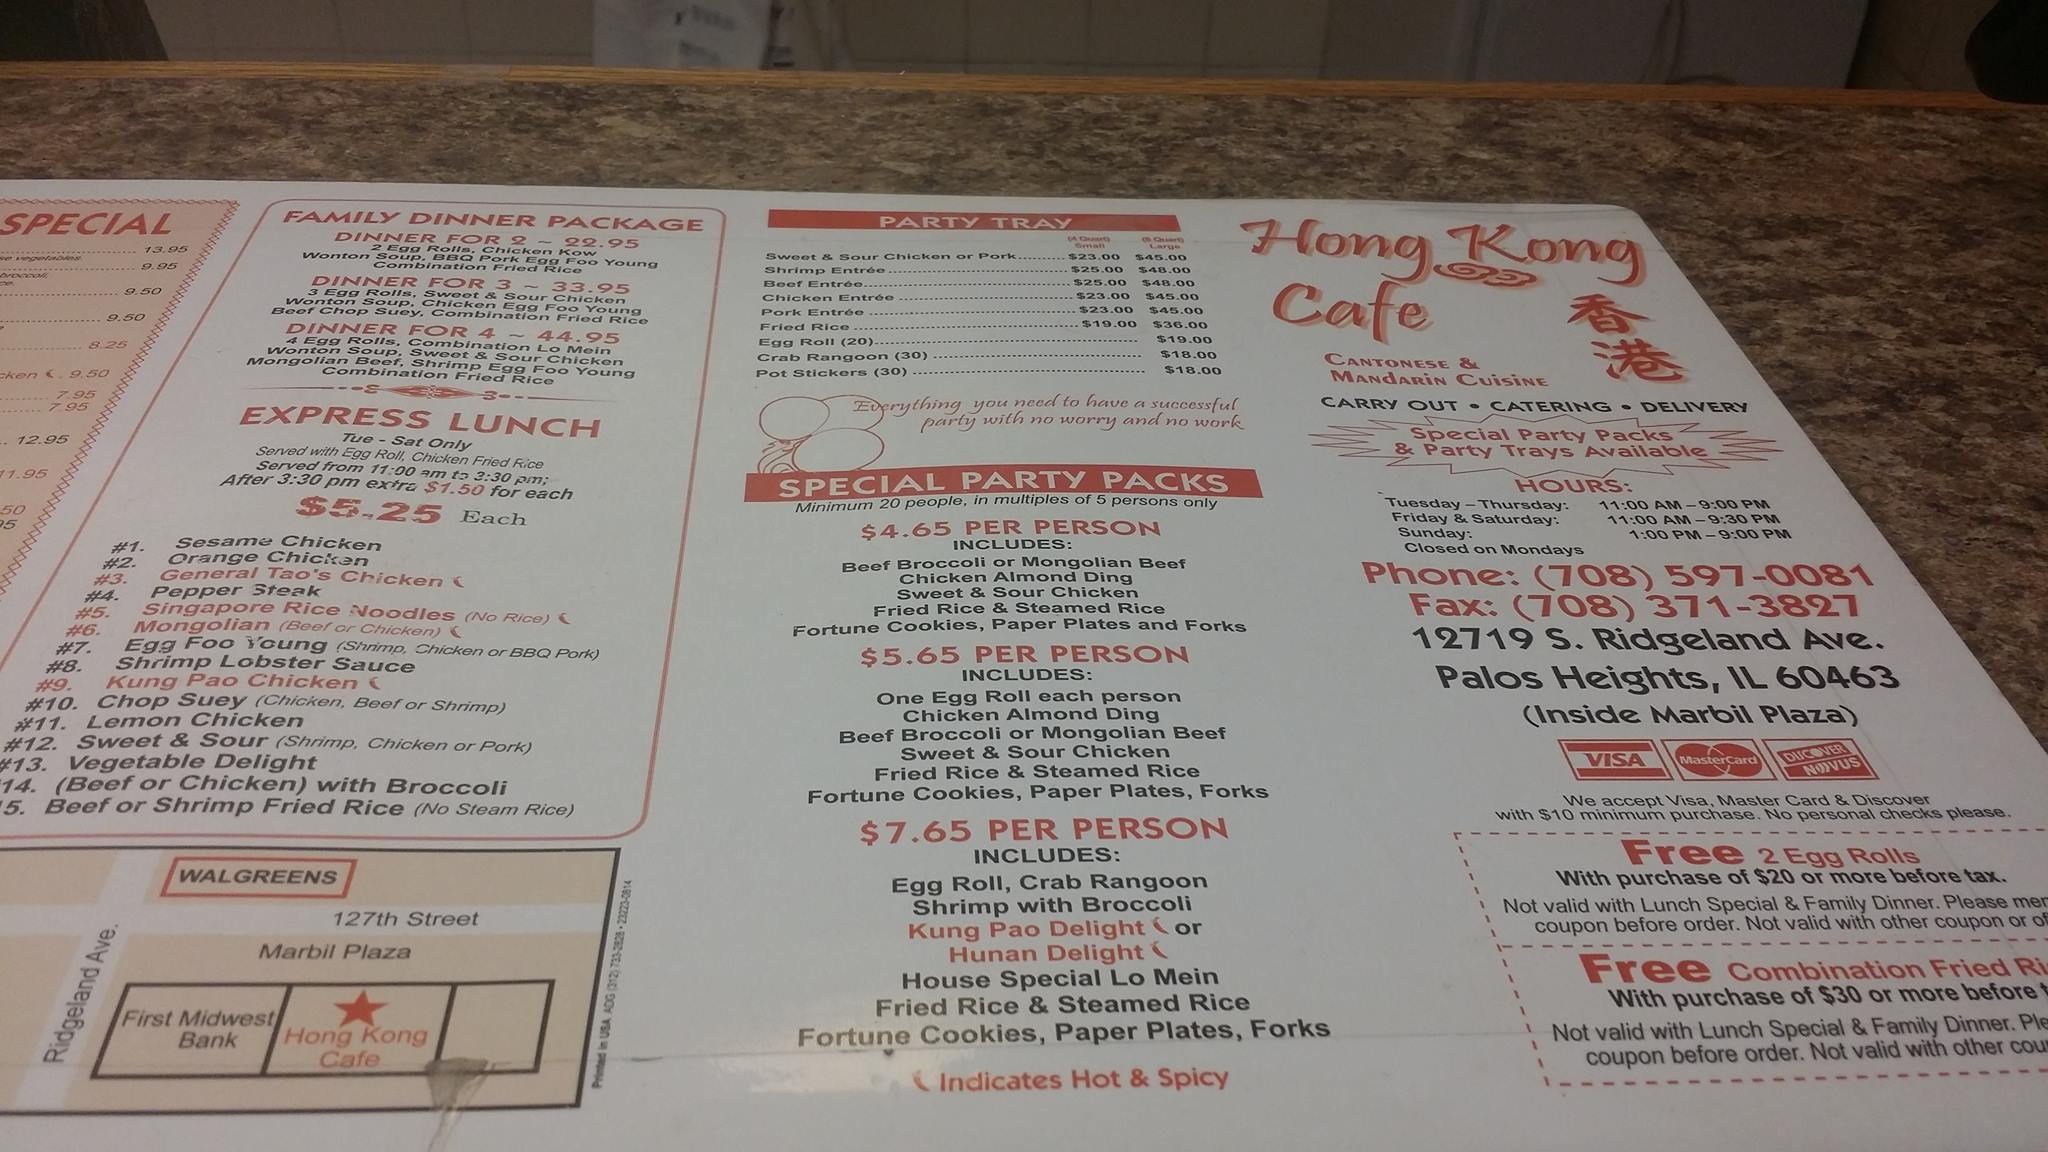 SPECIAL
13.95
se vegetables.
9.95
broccoli,
9.50
9.50
8.25
cken 9.50
7.95
7.95
12.95
11.95
50
95
FAMILY DINNER PACKAGE
DINNER FOR 2 ~ 22.95
2 Egg Rolls, Chicken Kow
Wonton Soup, BBQ Pork Egg Foo Young
Combination Fried Rice
DINNER FOR 3 ~ 33.95
3 Egg Rolls, Sweet & Sour Chicken
Wonton Soup, Chicken Egg Foo Young
Beef Chop Suey, Combination Fried Rice
DINNER FOR 4 ~ 44.95
4 Egg Rolls, Combination Lo Mein
Wonton Soup, Sweet & Sour Chicken
Mongolian Beef, Shrimp Egg Foo Young
Combination Fried Rice
EXPRESS LUNCH
Tue - Sat Only
Served with Egg Roll, Chicken Fried Rice
Served from 11:00 am to 3:30 pm;
After 3:30 pm extra $1.50 for each
$5.25 Each
#1. Sesame Chicken
#2. Orange Chicken
#3. General Tao's Chicken
#4. Pepper Steak
#5. Singapore Rice Noodles (No Rice)
#6. Mongolian (Beef or Chicken)
#7. Egg Foo Young (Shrimp, Chicken or BBQ Pork)
#8. Shrimp Lobster Sauce
#9. Kung Pao Chicken
#10. Chop Suey (Chicken, Beef or Shrimp)
#11. Lemon Chicken
#12. Sweet & Sour (Shrimp, Chicken or Pork)
#13. Vegetable Delight
14. (Beef or Chicken) with Broccoli
5. Beef or Shrimp Fried Rice (No Steam Rice)
WALGREENS
127th Street
Ridgeland Ave.
Marbil Plaza
First Midwest
Bank
Hong Kong
Cafe
Printed in USA ADG (312) 733-2828 • 23223-0814
PARTY TRAY
(4 Quart) (8 Quart)
Small Large
Sweet & Sour Chicken or Pork $23.00 $45.00
Shrimp Entrée $25.00 $48.00
Beef Entrée $25.00 $48.00
Chicken Entrée $23.00 $45.00
Pork Entrée $23.00 $45.00
Fried Rice $19.00 $36.00
Egg Roll (20) $19.00
Crab Rangoon (30) $18.00
Pot Stickers (30) $18.00
Everything you need to have a successful
party with no worry and no work
SPECIAL PARTY PACKS
Minimum 20 people, in multiples of 5 persons only
$4.65 PER PERSON
INCLUDES:
Beef Broccoli or Mongolian Beef
Chicken Almond Ding
Sweet & Sour Chicken
Fried Rice & Steamed Rice
Fortune Cookies, Paper Plates and Forks
$5.65 PER PERSON
INCLUDES:
One Egg Roll each person
Chicken Almond Ding
Beef Broccoli or Mongolian Beef
Sweet & Sour Chicken
Fried Rice & Steamed Rice
Fortune Cookies, Paper Plates, Forks
$7.65 PER PERSON
INCLUDES:
Egg Roll, Crab Rangoon
Shrimp with Broccoli
Kung Pao Delight or
Hunan Delight
House Special Lo Mein
Fried Rice & Steamed Rice
Fortune Cookies, Paper Plates, Forks
Indicates Hot & Spicy
Hong Kong
Cafe
香港
CANTONESE &
MANDARIN CUISINE
CARRY OUT • CATERING • DELIVERY
Special Party Packs
& Party Trays Available
HOURS:
Tuesday – Thursday: 11:00 AM – 9:00 PM
Friday & Saturday: 11:00 AM – 9:30 PM
Sunday: 1:00 PM – 9:00 PM
Closed on Mondays
Phone: (708) 597-0081
Fax: (708) 371-3827
12719 S. Ridgeland Ave.
Palos Heights, IL 60463
(Inside Marbil Plaza)
VISA MasterCard DISCOVER NOVUS
We accept Visa, Master Card & Discover
with $10 minimum purchase. No personal checks please.
Free 2 Egg Rolls
With purchase of $20 or more before tax.
Not valid with Lunch Special & Family Dinner. Please men
coupon before order. Not valid with other coupon or of
Free Combination Fried Ri
With purchase of $30 or more before t
Not valid with Lunch Special & Family Dinner. Ple
coupon before order. Not valid with other cou